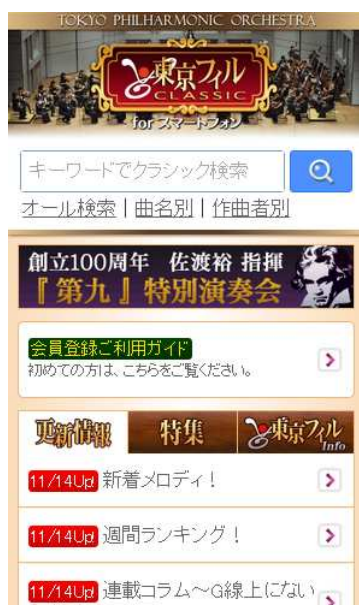 TOKYO PHILHARMONIC ORCHESTRA
東京フィル
CLASSIC
for スマートフォン
キーワードでクラシック検索
オール検索 | 曲名別 | 作曲者別
創立100周年 佐渡裕 指揮
『第九』特別演奏会
会員登録ご利用ガイド
初めての方は、こちらをご覧ください。
更新情報 特集 東京フィル Info
11/14Up! 新着メロディ！
11/14Up! 週間ランキング！
11/14Up! 連載コラム～G線上にない